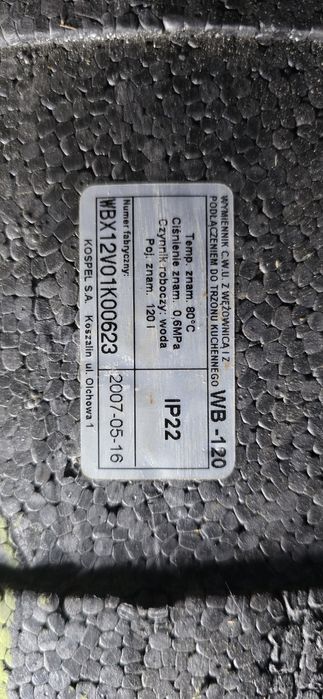 WYMIENNIK C.W.U. Z WĘŻOWNICĄ I Z
PODŁĄCZENIEM DO TRZONU KUCHENNEGO
WB -120
Temp. znam. 80°C
Ciśnienie znam. 0,6MPa
Czynnik roboczy: woda
Poj. znam. 120 l
IP22
Numer fabryczny:
WBX12V01K00623
2007-05-16
KOSPEL S.A. Koszalin ul. Olchowa 1